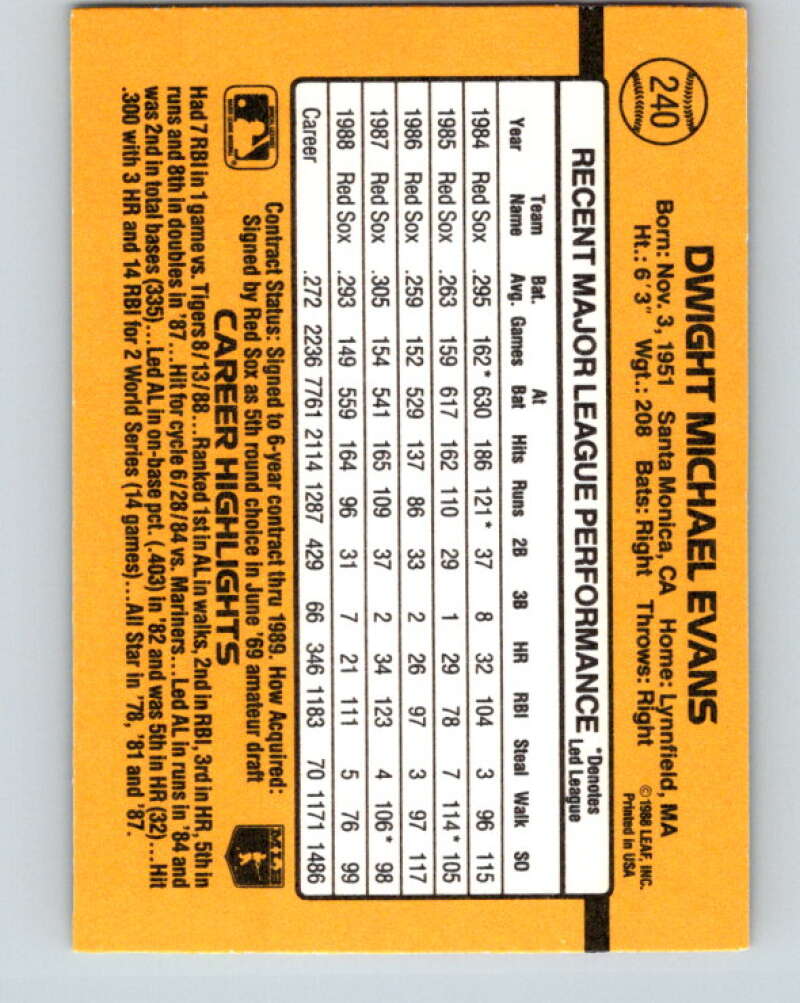 240
DWIGHT MICHAEL EVANS
Born: Nov. 3, 1951 Santa Monica, CA Home: Lynnfield, MA
Ht.: 6'3" Wgt.: 208 Bats: Right Throws: Right
©1988 LEAF, INC.
Printed in USA
RECENT MAJOR LEAGUE PERFORMANCE *Denotes Led League
Year Team Name Bat. Avg. Games At Bat Hits Runs 2B 3B HR RBI Steal Walk SO
1984 Red Sox .295 162* 630 186 121* 37 8 32 104 3 96 115
1985 Red Sox .263 159 617 162 110 29 1 29 78 7 114* 105
1986 Red Sox .259 152 529 137 86 33 2 26 97 3 97 117
1987 Red Sox .305 154 541 165 109 37 2 34 123 4 106* 98
1988 Red Sox .293 149 559 164 96 31 7 21 111 5 76 99
Career .272 2236 7761 2114 1287 429 66 346 1183 70 1171 1486
Contract Status: Signed to 6-year contract thru 1989. How Acquired:
Signed by Red Sox as 5th round choice in June '69 amateur draft
CAREER HIGHLIGHTS
MLB
Had 7 RBI in 1 game vs. Tigers 8/13/88...Ranked 1st in AL in walks, 2nd in RBI, 3rd in HR, 5th in
runs and 8th in doubles in '87...Hit for cycle 6/28/84 vs. Mariners...Led AL in runs in '84 and
was 2nd in total bases (335)...Led AL in on-base pct. (.403) in '82 and was 5th in HR (32)...Hit
.300 with 3 HR and 14 RBI for 2 World Series (14 games)...All Star in '78, '81 and '87.